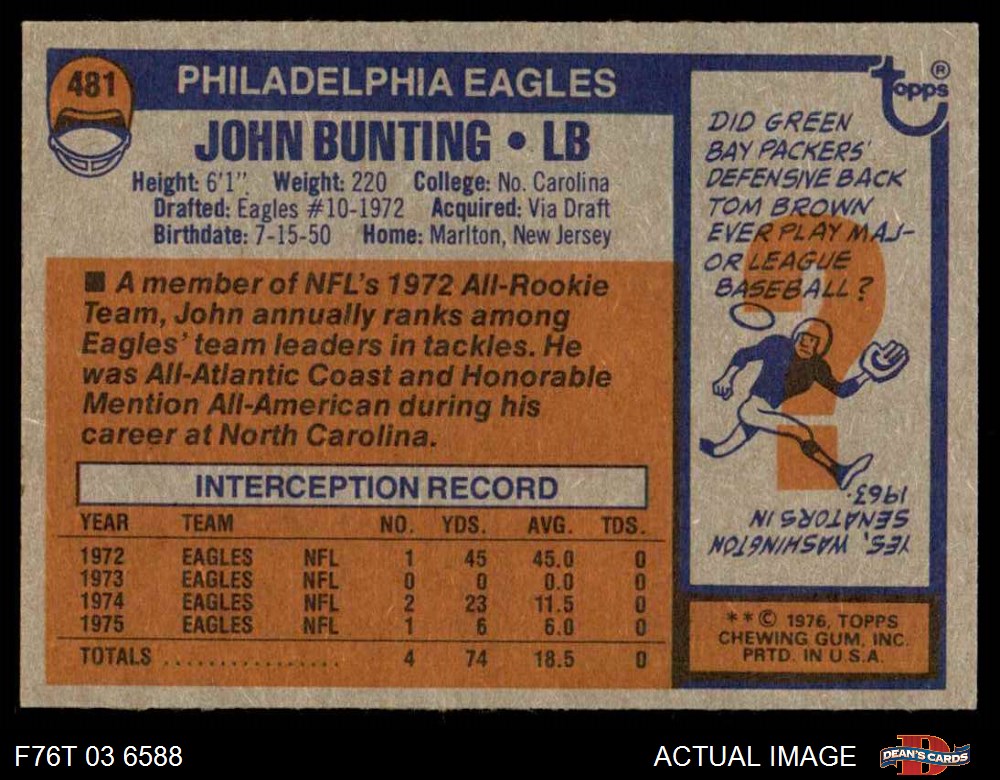 481
PHILADELPHIA EAGLES
JOHN BUNTING • LB
Height: 6'1". Weight: 220 College: No. Carolina
Drafted: Eagles #10-1972 Acquired: Via Draft
Birthdate: 7-15-50 Home: Marlton, New Jersey
■ A member of NFL's 1972 All-Rookie
Team, John annually ranks among
Eagles' team leaders in tackles. He
was All-Atlantic Coast and Honorable
Mention All-American during his
career at North Carolina.
INTERCEPTION RECORD
YEAR TEAM NO. YDS. AVG. TDS.
1972 EAGLES NFL 1 45 45.0 0
1973 EAGLES NFL 0 0 0.0 0
1974 EAGLES NFL 2 23 11.5 0
1975 EAGLES NFL 1 6 6.0 0
TOTALS .................. 4 74 18.5 0
topps ®
DID GREEN
BAY PACKERS'
DEFENSIVE BACK
TOM BROWN
EVER PLAY MAJ-
OR LEAGUE
BASEBALL?
?
YES, WASHINGTON
SENATORS IN
1963.
**© 1976, TOPPS
CHEWING GUM, INC.
PRTD. IN U.S.A.
F76T 03 6588
ACTUAL IMAGE
DEAN'S CARDS